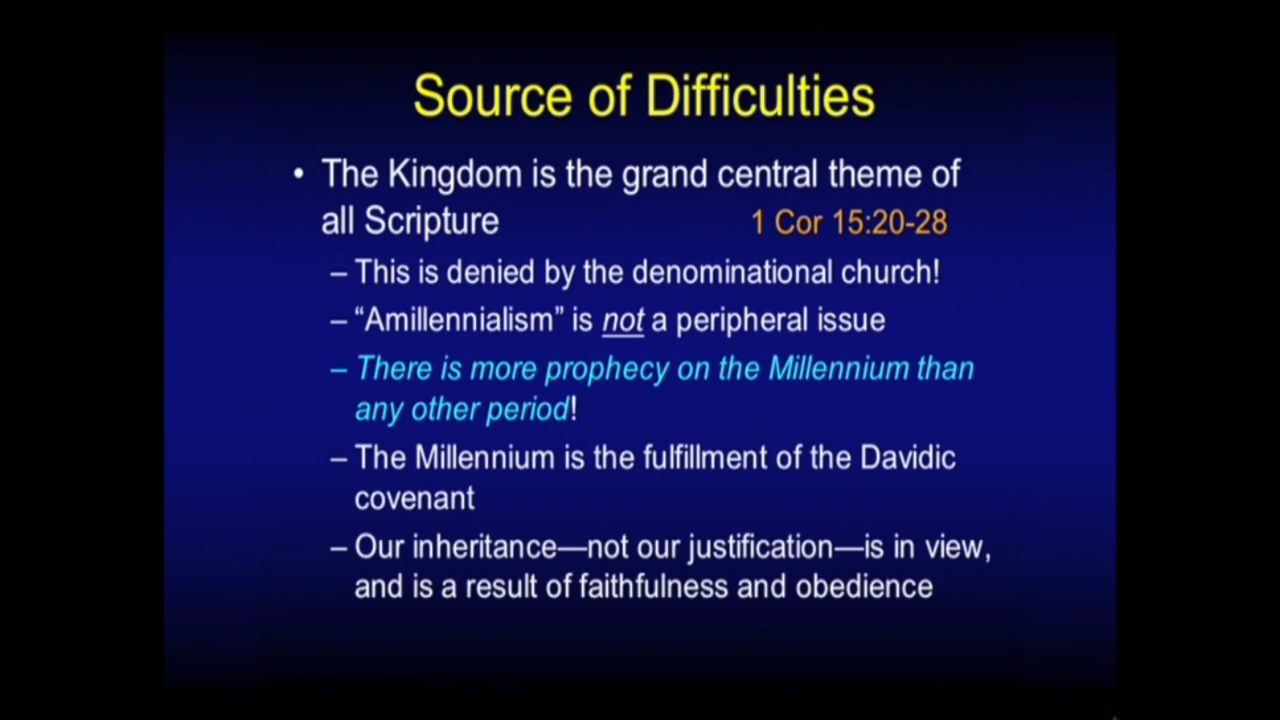 Source of Difficulties
• The Kingdom is the grand central theme of
all Scripture 1 Cor 15:20-28
– This is denied by the denominational church!
– “Amillennialism” is not a peripheral issue
– There is more prophecy on the Millennium than
any other period!
– The Millennium is the fulfillment of the Davidic
covenant
– Our inheritance—not our justification—is in view,
and is a result of faithfulness and obedience